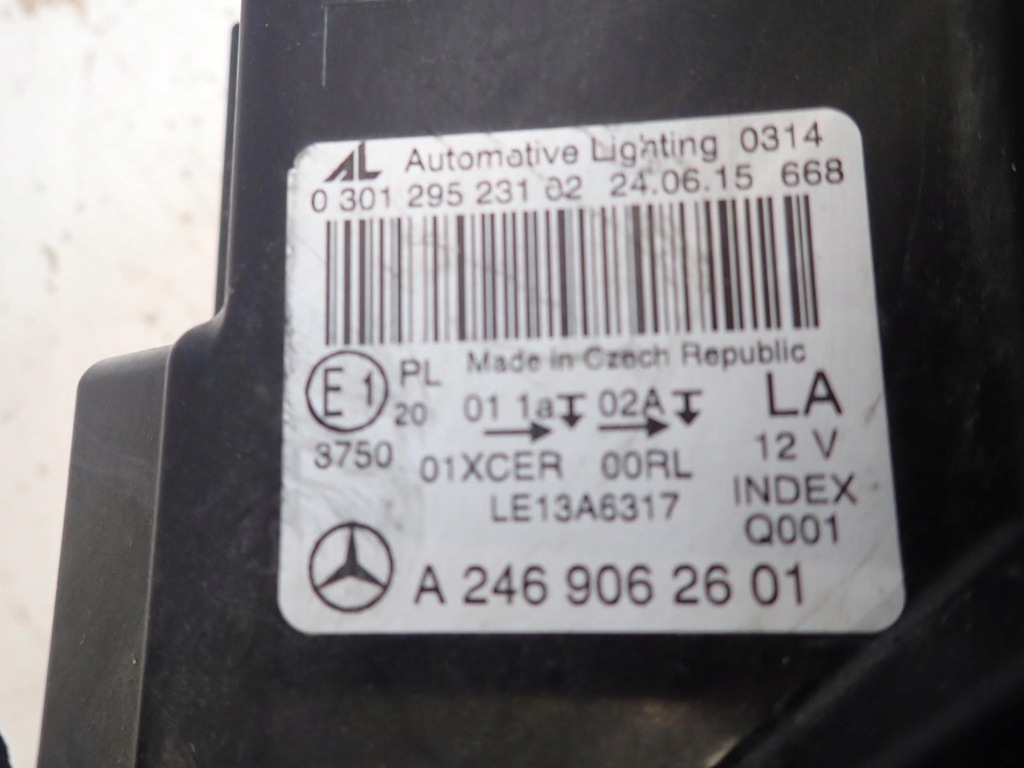 AL Automotive Lighting 0314
0 301 295 231 02 24.06.15 668
Made in Czech Republic
E1 PL 20 01 1a 02A LA
3750 01XCER 00RL 12 V
LE13A6317 INDEX
Q001
A 246 906 26 01